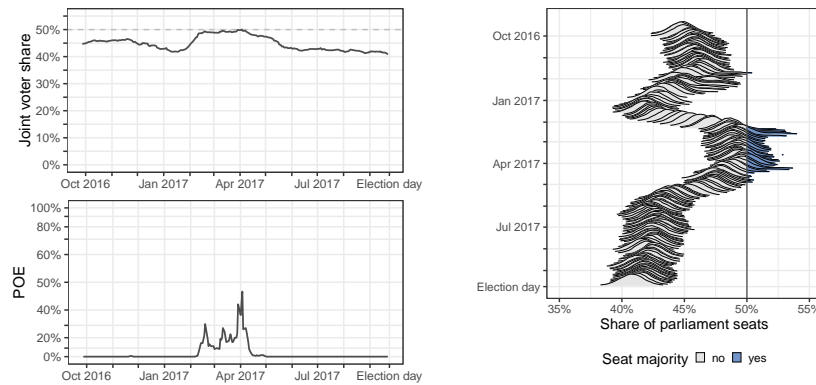 Joint voter share
50%
40%
30%
20%
10%
0%
Oct 2016 Jan 2017 Apr 2017 Jul 2017 Election day
POE
100%
80%
60%
50%
40%
20%
0%
Oct 2016 Jan 2017 Apr 2017 Jul 2017 Election day
Oct 2016
Jan 2017
Apr 2017
Jul 2017
Election day
35% 40% 45% 50% 55%
Share of parliament seats
Seat majority no yes